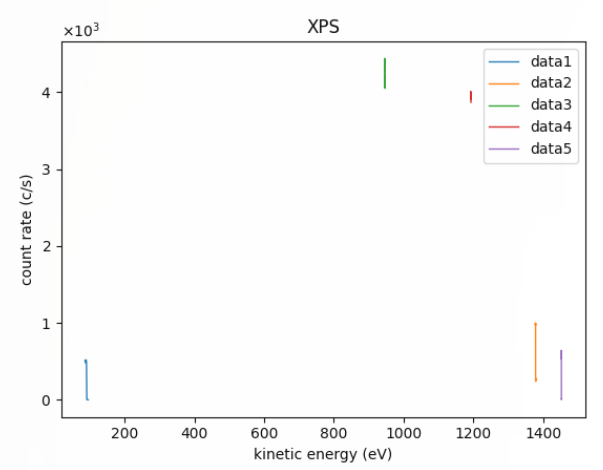 XPS
×10³
data1
data2
data3
data4
data5
4
3
2
1
0
count rate (c/s)
200 400 600 800 1000 1200 1400
kinetic energy (eV)